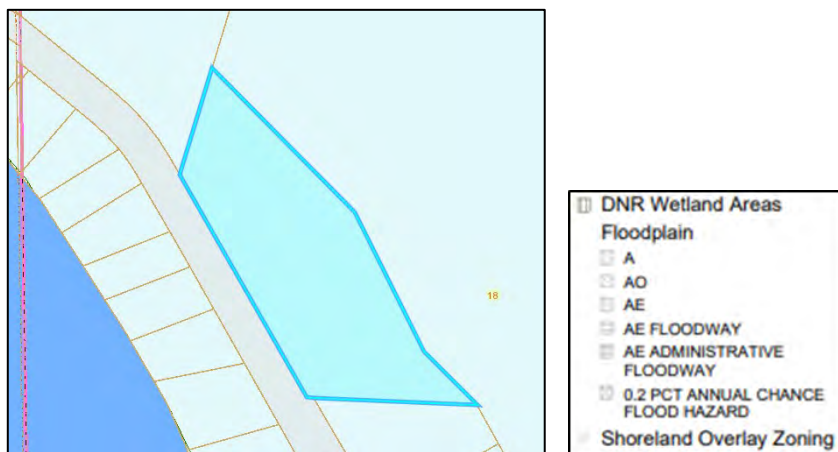 18
DNR Wetland Areas
Floodplain
A
AO
AE
AE FLOODWAY
AE ADMINISTRATIVE
FLOODWAY
0.2 PCT ANNUAL CHANCE
FLOOD HAZARD
Shoreland Overlay Zoning